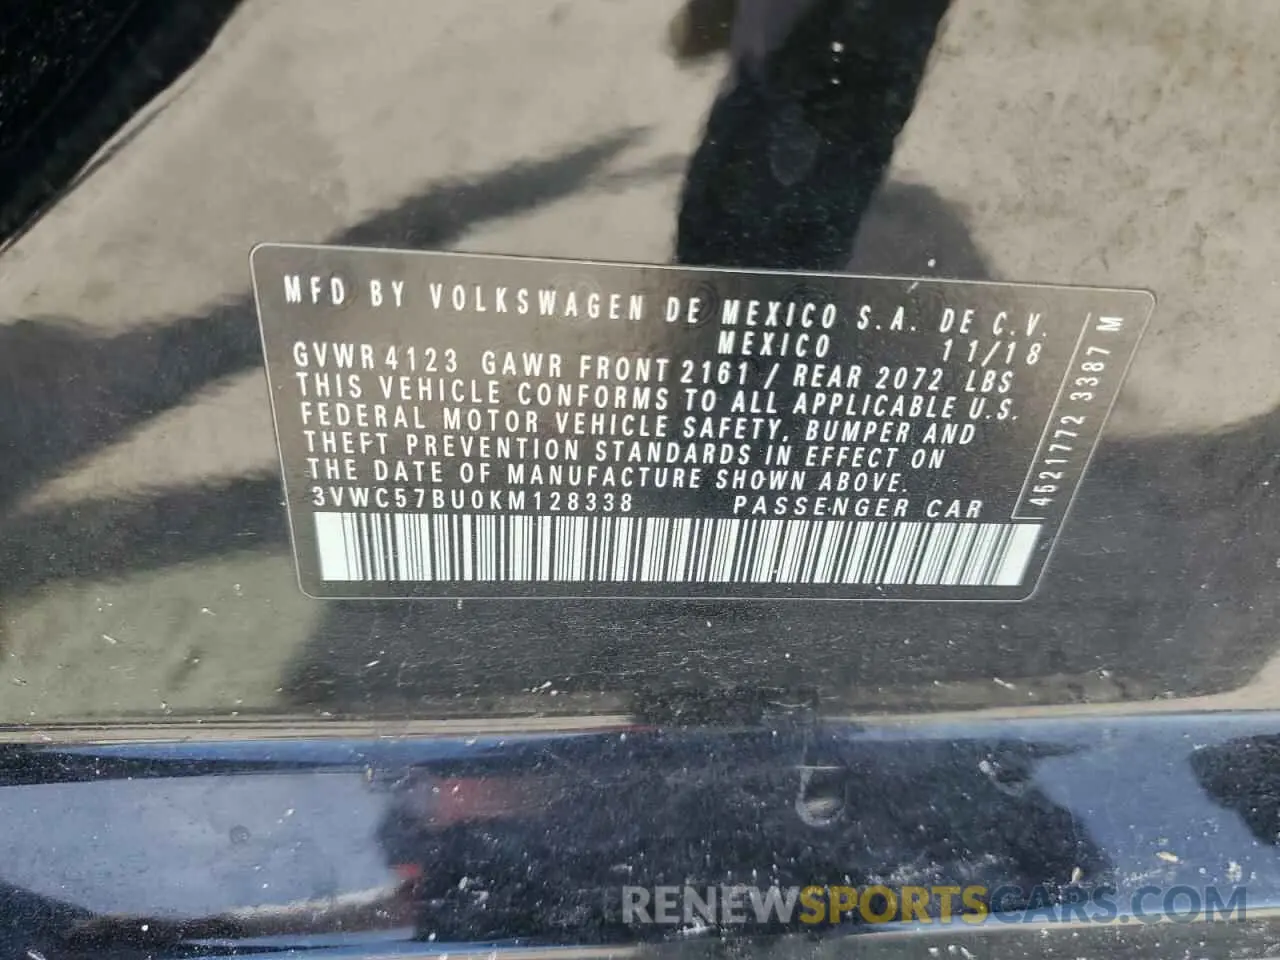 MFD BY VOLKSWAGEN DE MEXICO S.A. DE C.V.
MEXICO 11/18
GVWR 4123 GAWR FRONT 2161 / REAR 2072 LBS
THIS VEHICLE CONFORMS TO ALL APPLICABLE U.S.
FEDERAL MOTOR VEHICLE SAFETY, BUMPER AND
THEFT PREVENTION STANDARDS IN EFFECT ON
THE DATE OF MANUFACTURE SHOWN ABOVE.
3VWC57BU0KM128338 PASSENGER CAR
4521772 3387 M
RENEWSPORTSCARS.COM